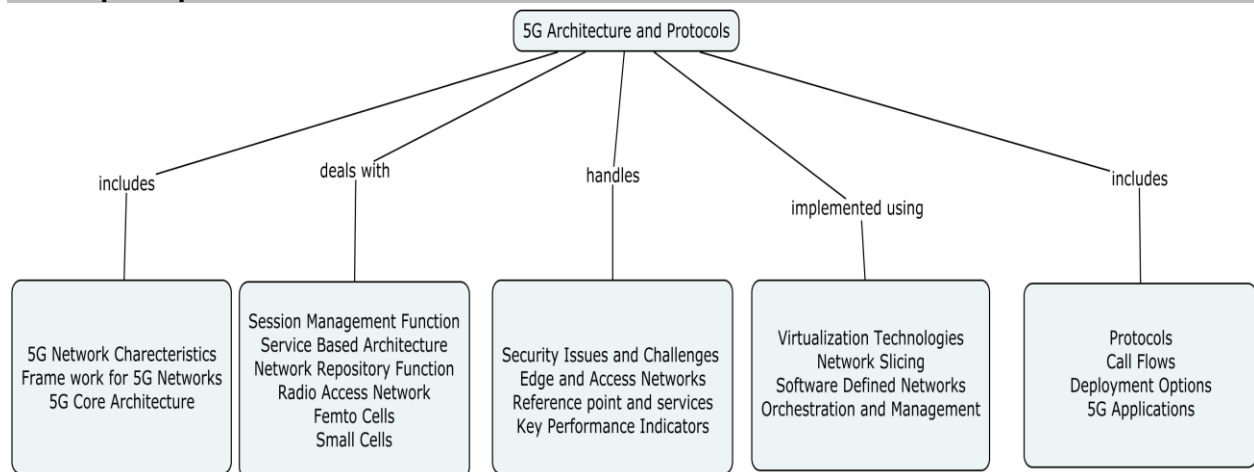 5G Architecture and Protocols
includes
deals with
handles
implemented using
includes
5G Network Charecteristics
Frame work for 5G Networks
5G Core Architecture
Session Management Function
Service Based Architecture
Network Repository Function
Radio Access Network
Femto Cells
Small Cells
Security Issues and Challenges
Edge and Access Networks
Reference point and services
Key Performance Indicators
Virtualization Technologies
Network Slicing
Software Defined Networks
Orchestration and Management
Protocols
Call Flows
Deployment Options
5G Applications